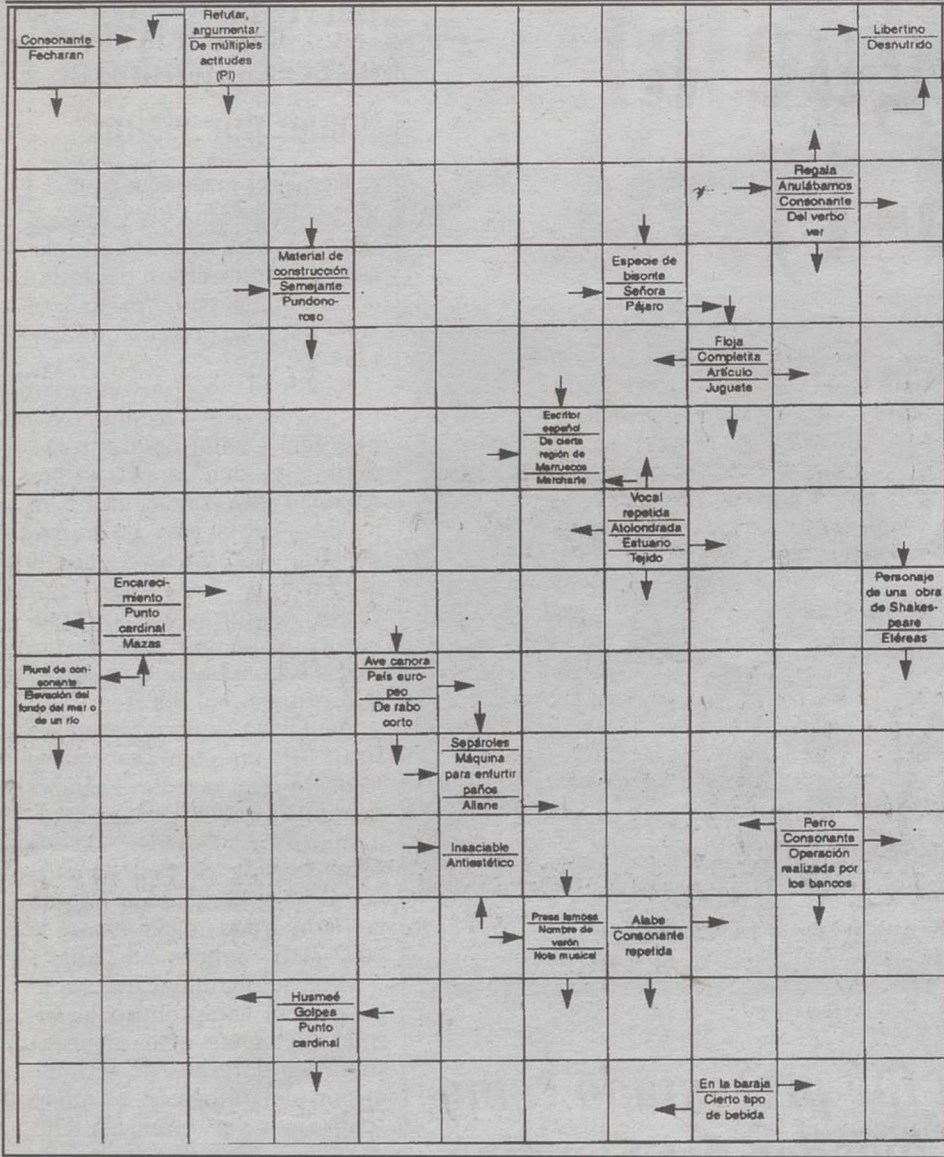 Consonante
Fecharan
Refutar,
argumentar
De múltiples
actitudes
(Pl)
Libertino
Desnutrido
Regala
Anulábamos
Consonante
Del verbo
ver
Material de
construcción
Semejante
Pundono-
roso
Especie de
bisonte
Señora
Pájaro
Floja
Completita
Artículo
Juguete
Escritor
español
De cierta
región de
Marruecos
Marcharte
Vocal
repetida
Atolondrada
Estuario
Tejido
Encareci-
miento
Punto
cardinal
Mazas
Personaje
de una obra
de Shakes-
peare
Etéreas
Plural de con-
sonante
Elevación del
fondo del mar o
de un río
Ave canora
País euro-
peo
De rabo
corto
Sepároles
Máquina
para enfurtir
paños
Allane
Insaciable
Antiestético
Perro
Consonante
Operación
realizada por
los bancos
Presa famosa
Nombre de
varón
Nota musical
Alabe
Consonante
repetida
Husmeé
Golpea
Punto
cardinal
En la baraja
Cierto tipo
de bebida